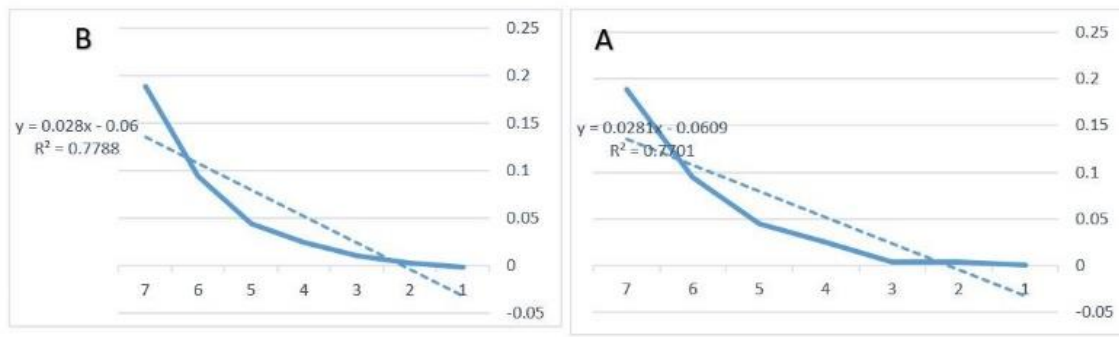 B
0.25
0.2
0.15
0.1
0.05
0
-0.05
y = 0.028x - 0.06
R² = 0.7788
7 6 5 4 3 2 1
A
0.25
0.2
0.15
0.1
0.05
0
-0.05
y = 0.0281x - 0.0609
R² = 0.7701
7 6 5 4 3 2 1